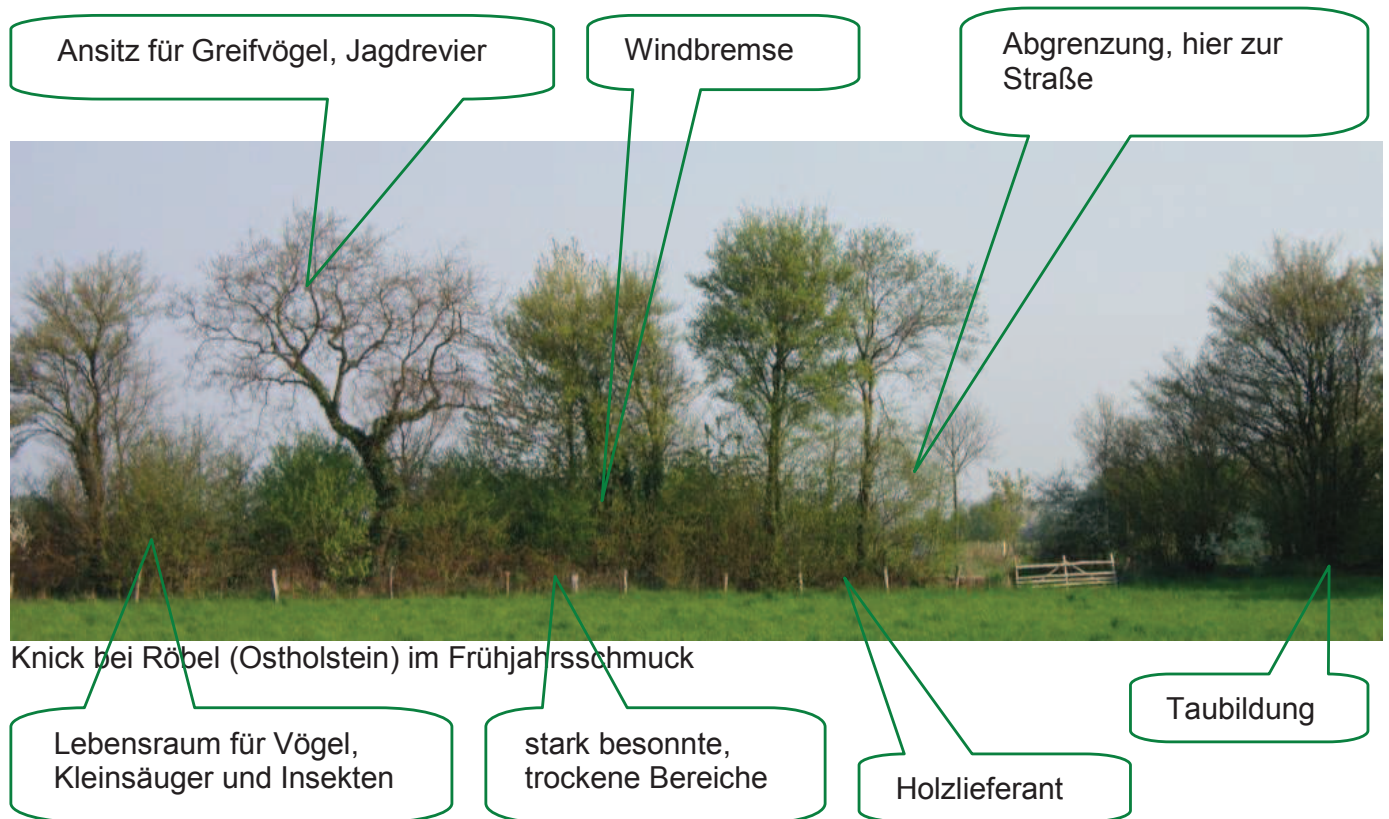 Ansitz für Greifvögel, Jagdrevier
Windbremse
Abgrenzung, hier zur
Straße
Knick bei Röbel (Ostholstein) im Frühjahrsschmuck
Lebensraum für Vögel,
Kleinsäuger und Insekten
stark besonnte,
trockene Bereiche
Holzlieferant
Taubildung